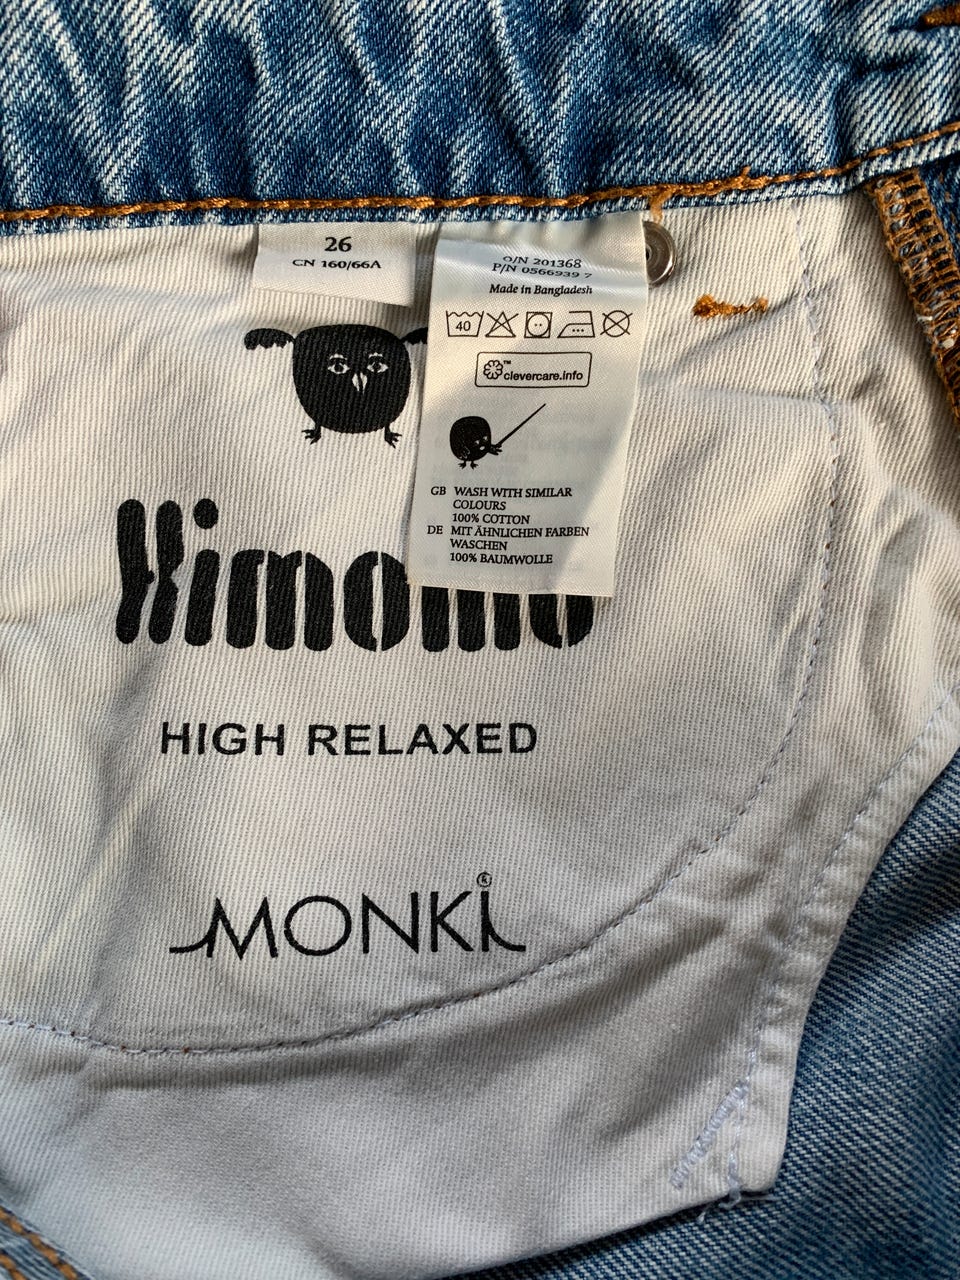 26
CN 160/66A
O/N 201368
P/N 0566939 7
Made in Bangladesh
40
clevercare.info
GB WASH WITH SIMILAR
COLOURS
100% COTTON
DE MIT ÄHNLICHEN FARBEN
WASCHEN
100% BAUMWOLLE
Kimomo
HIGH RELAXED
MONKI